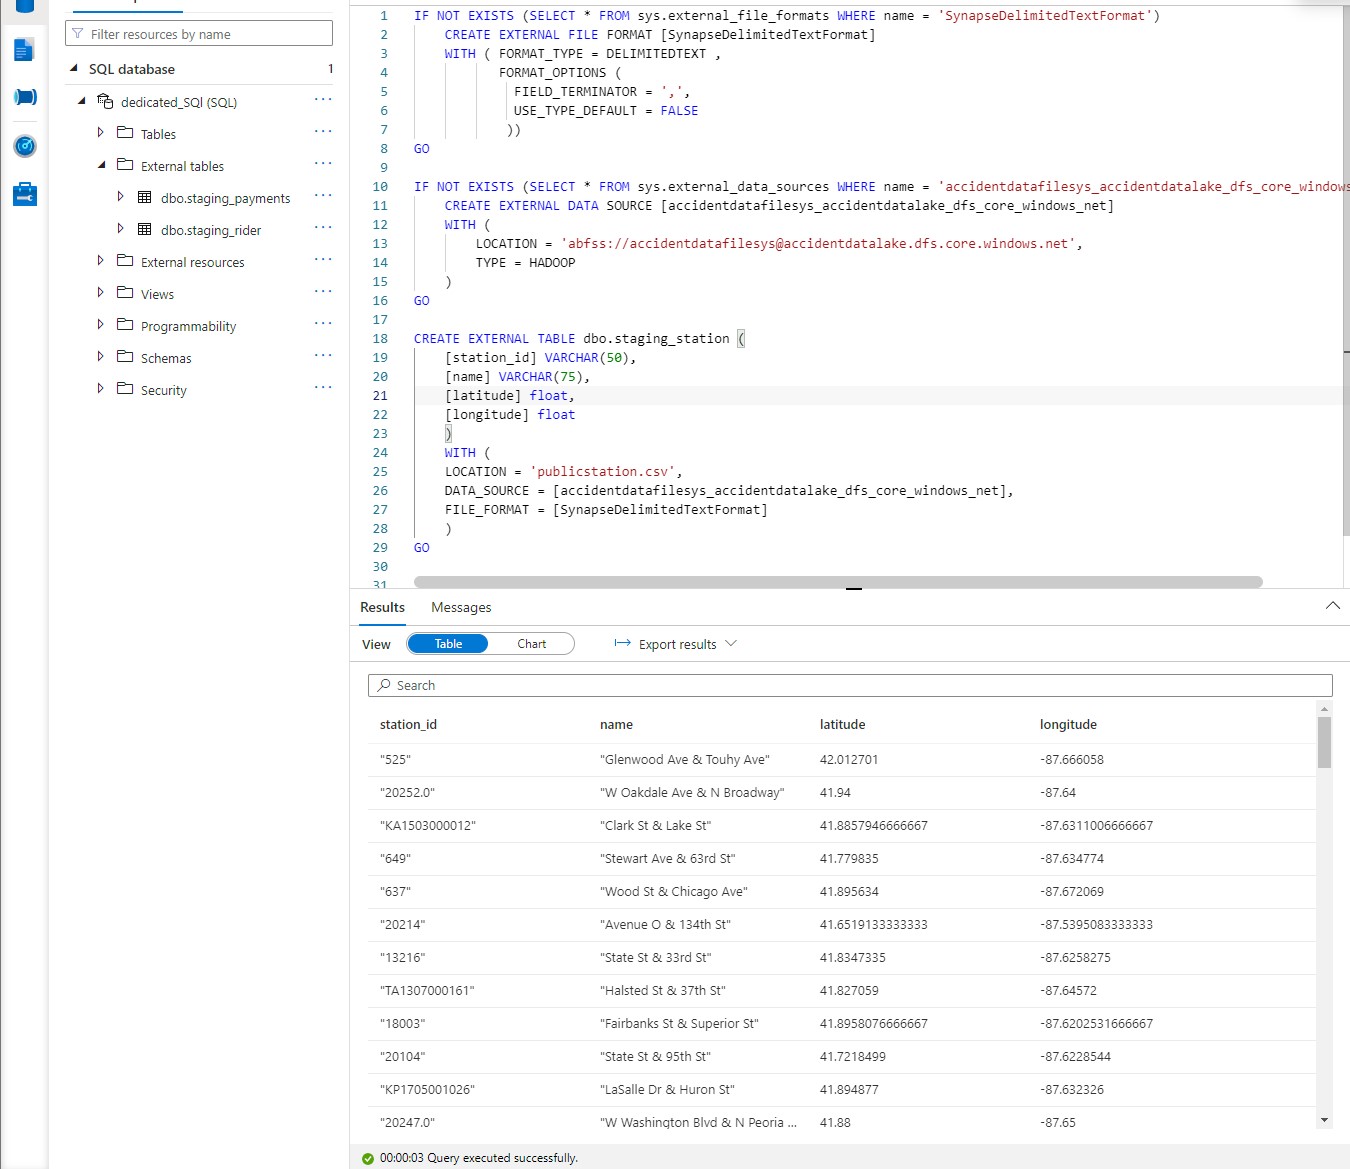 Filter resources by name
SQL database 1
dedicated_SQl (SQL)
Tables
External tables
dbo.staging_payments
dbo.staging_rider
External resources
Views
Programmability
Schemas
Security
1 IF NOT EXISTS (SELECT * FROM sys.external_file_formats WHERE name = 'SynapseDelimitedTextFormat')
2 CREATE EXTERNAL FILE FORMAT [SynapseDelimitedTextFormat]
3 WITH ( FORMAT_TYPE = DELIMITEDTEXT ,
4 FORMAT_OPTIONS (
5 FIELD_TERMINATOR = ',',
6 USE_TYPE_DEFAULT = FALSE
7 ))
8 GO
9
10 IF NOT EXISTS (SELECT * FROM sys.external_data_sources WHERE name = 'accidentdatafilesys_accidentdatalake_dfs_core_windows
11 CREATE EXTERNAL DATA SOURCE [accidentdatafilesys_accidentdatalake_dfs_core_windows_net]
12 WITH (
13 LOCATION = 'abfss://accidentdatafilesys@accidentdatalake.dfs.core.windows.net',
14 TYPE = HADOOP
15 )
16 GO
17
18 CREATE EXTERNAL TABLE dbo.staging_station (
19 [station_id] VARCHAR(50),
20 [name] VARCHAR(75),
21 [latitude] float,
22 [longitude] float
23 )
24 WITH (
25 LOCATION = 'publicstation.csv',
26 DATA_SOURCE = [accidentdatafilesys_accidentdatalake_dfs_core_windows_net],
27 FILE_FORMAT = [SynapseDelimitedTextFormat]
28 )
29 GO
30
31
Results Messages
View Table Chart Export results
Search
station_id name latitude longitude
"525" "Glenwood Ave & Touhy Ave" 42.012701 -87.666058
"20252.0" "W Oakdale Ave & N Broadway" 41.94 -87.64
"KA1503000012" "Clark St & Lake St" 41.8857946666667 -87.6311006666667
"649" "Stewart Ave & 63rd St" 41.779835 -87.634774
"637" "Wood St & Chicago Ave" 41.895634 -87.672069
"20214" "Avenue O & 134th St" 41.6519133333333 -87.5395083333333
"13216" "State St & 33rd St" 41.8347335 -87.6258275
"TA1307000161" "Halsted St & 37th St" 41.827059 -87.64572
"18003" "Fairbanks St & Superior St" 41.8958076666667 -87.6202531666667
"20104" "State St & 95th St" 41.7218499 -87.6228544
"KP1705001026" "LaSalle Dr & Huron St" 41.894877 -87.632326
"20247.0" "W Washington Blvd & N Peoria ... 41.88 -87.65
00:00:03 Query executed successfully.